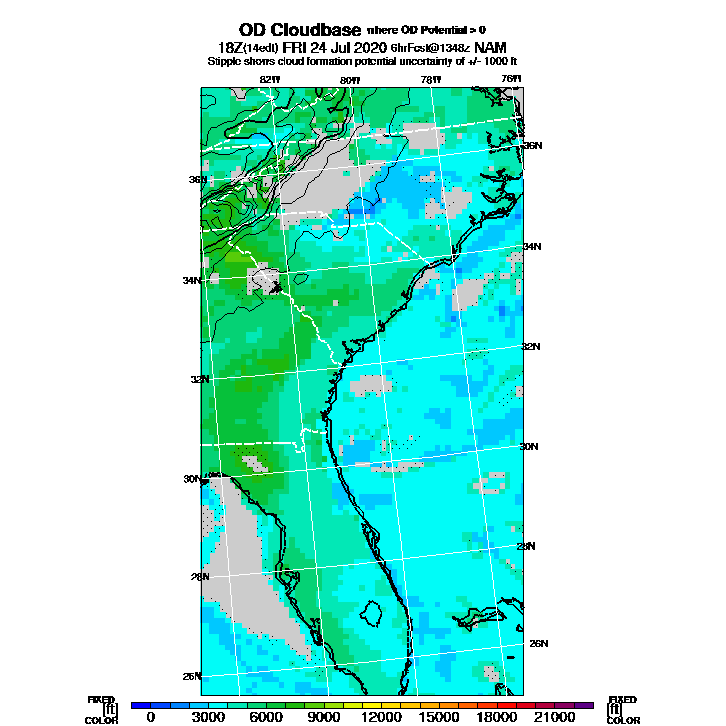 OD Cloudbase where OD Potential > 0
18Z(14edt) FRI 24 Jul 2020 6hrFcst@1348z NAM
Stipple shows cloud formation potential uncertainty of +/- 1000 ft
82W 80W 78W 76W
36N 36N
34N 34N
32N 32N
30N 30N
28N 28N
26N 26N
FIXED FIXED
[ft] [ft]
COLOR COLOR
0 3000 6000 9000 12000 15000 18000 21000